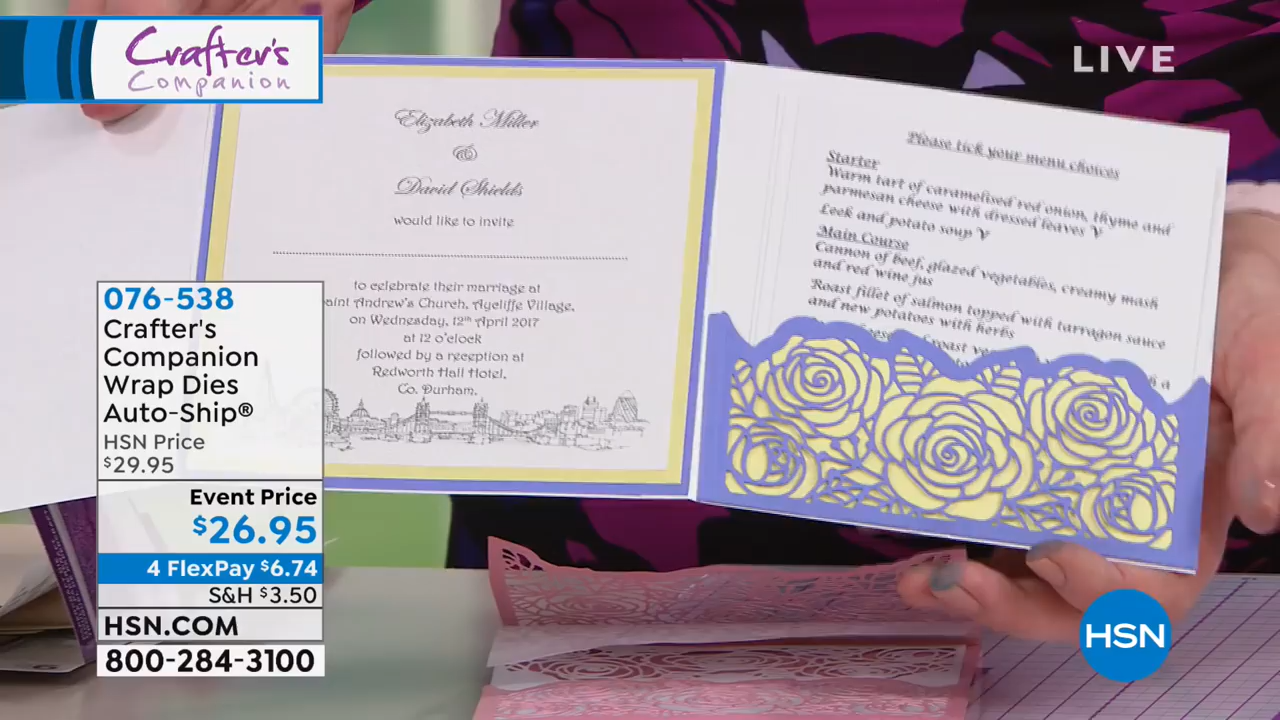 Crafter's
Companion
LIVE
Elizabeth Miller
&
David Shields
would like to invite
to celebrate their marriage at
aint Andrew's Church, Aycliffe Village,
on Wednesday, 12th April 2017
at 12 o'clock
followed by a reception at
Redworth Hall Hotel,
Co. Durham.
Please tick your menu choices
Starter
Warm tart of caramelised red onion, thyme and
parmesan cheese with dressed leaves V
Leek and potato soup V
Main Course
Cannon of beef, glazed vegetables, creamy mash
and red wine jus
Roast fillet of salmon topped with tarragon sauce
and new potatoes with herbs
076-538
Crafter's
Companion
Wrap Dies
Auto-Ship®
HSN Price
$29.95
Event Price
$26.95
4 FlexPay $6.74
S&H $3.50
HSN.COM
800-284-3100
HSN